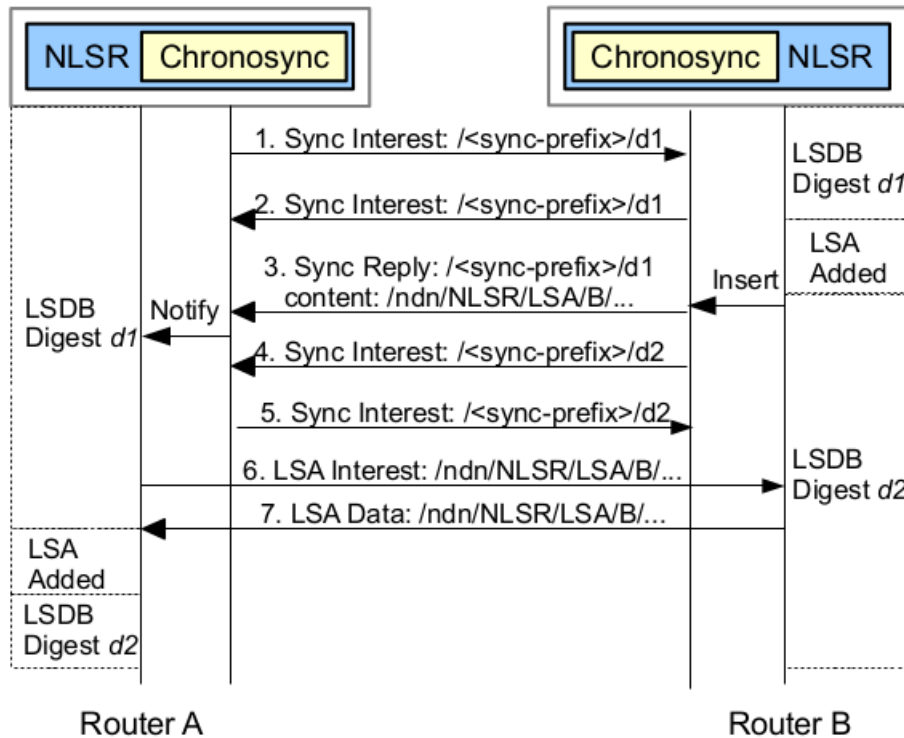 NLSR Chronosync
Chronosync NLSR
1. Sync Interest: /<sync-prefix>/d1
LSDB
Digest d1
2. Sync Interest: /<sync-prefix>/d1
LSA
Added
3. Sync Reply: /<sync-prefix>/d1
content: /ndn/NLSR/LSA/B/...
Insert
Notify
LSDB
Digest d1
4. Sync Interest: /<sync-prefix>/d2
5. Sync Interest: /<sync-prefix>/d2
6. LSA Interest: /ndn/NLSR/LSA/B/...
LSDB
Digest d2
7. LSA Data: /ndn/NLSR/LSA/B/...
LSA
Added
LSDB
Digest d2
Router A
Router B